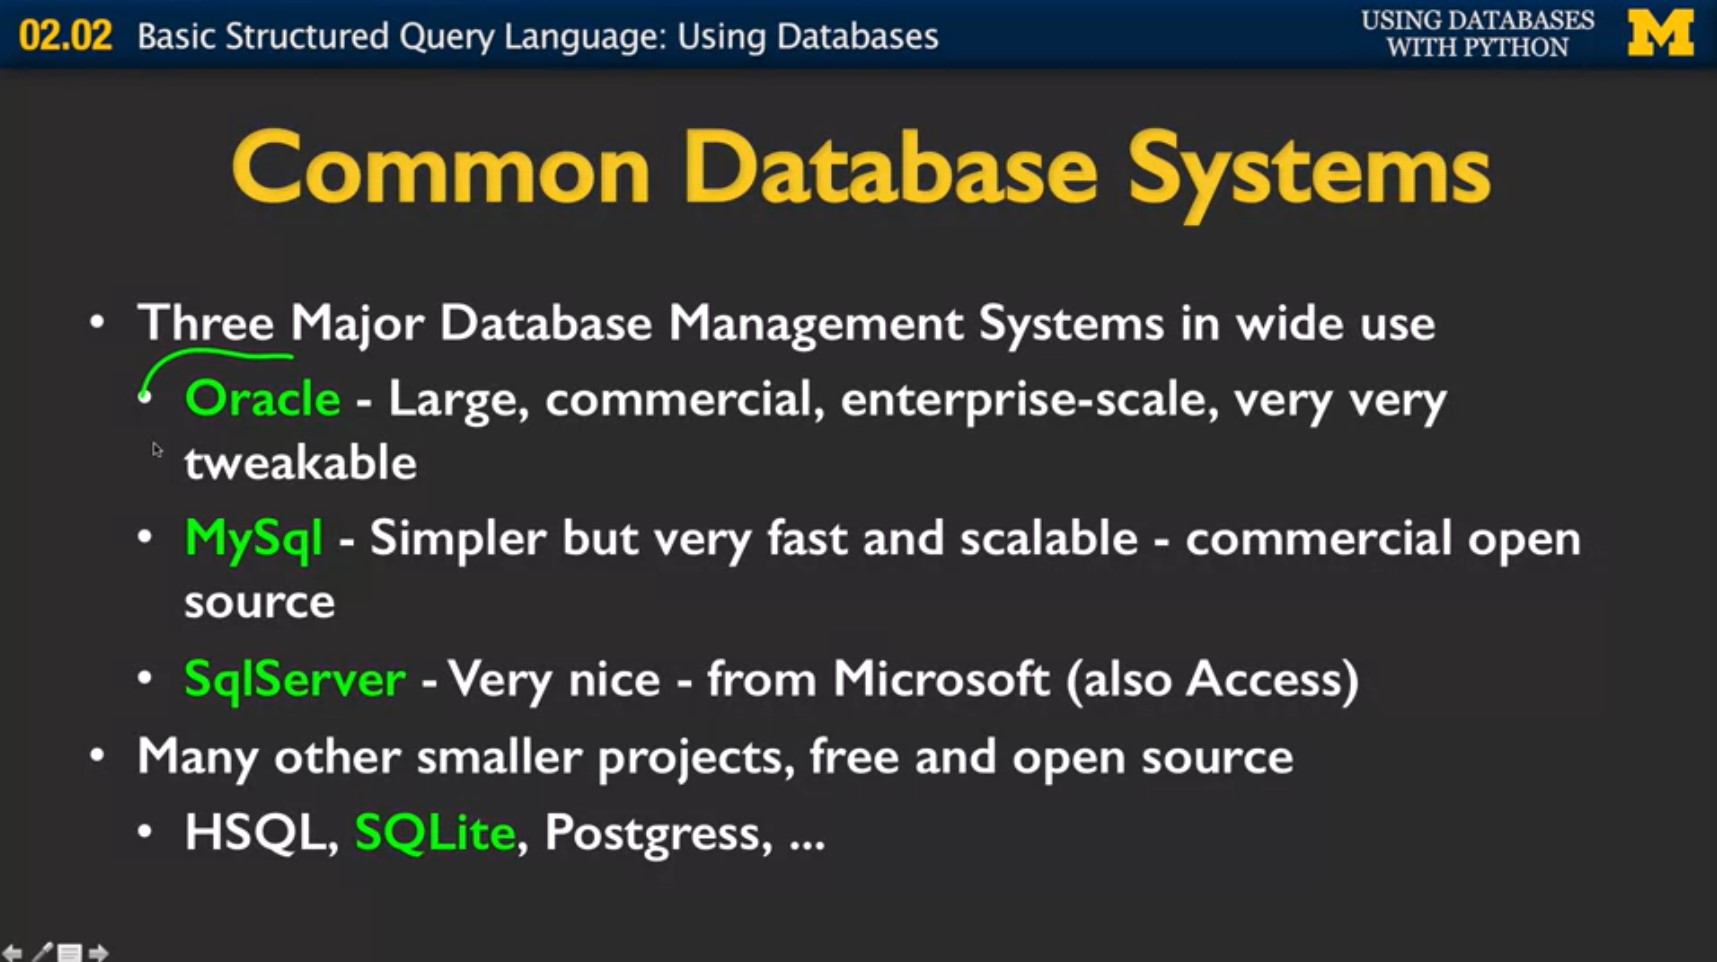 02.02 Basic Structured Query Language: Using Databases
USING DATABASES
WITH PYTHON
M
Common Database Systems
• Three Major Database Management Systems in wide use
• Oracle - Large, commercial, enterprise-scale, very very
tweakable
• MySql - Simpler but very fast and scalable - commercial open
source
• SqlServer - Very nice - from Microsoft (also Access)
• Many other smaller projects, free and open source
• HSQL, SQLite, Postgress, ...